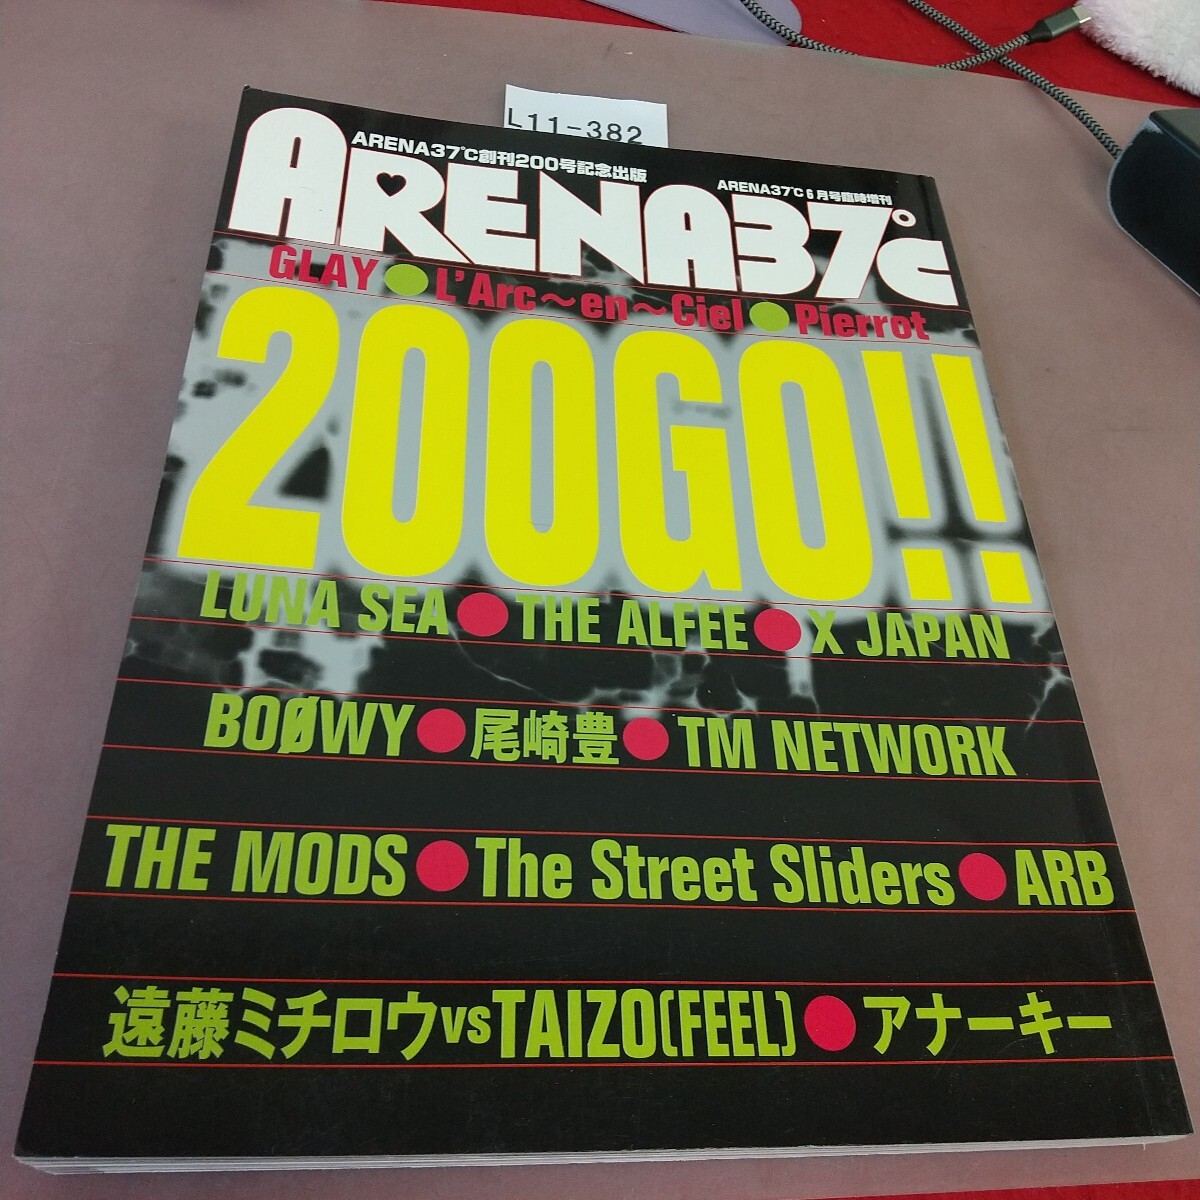 L11-382
ARENA37℃創刊200号記念出版
ARENA37℃6月号臨時増刊
ARENA37℃
GLAY●L'Arc～en～Ciel●Pierrot
200GO!!
LUNA SEA●THE ALFEE●X JAPAN
BOØWY●尾崎豊●TM NETWORK
THE MODS●The Street Sliders●ARB
遠藤ミチロウvsTAIZO(FEEL)●アナーキー